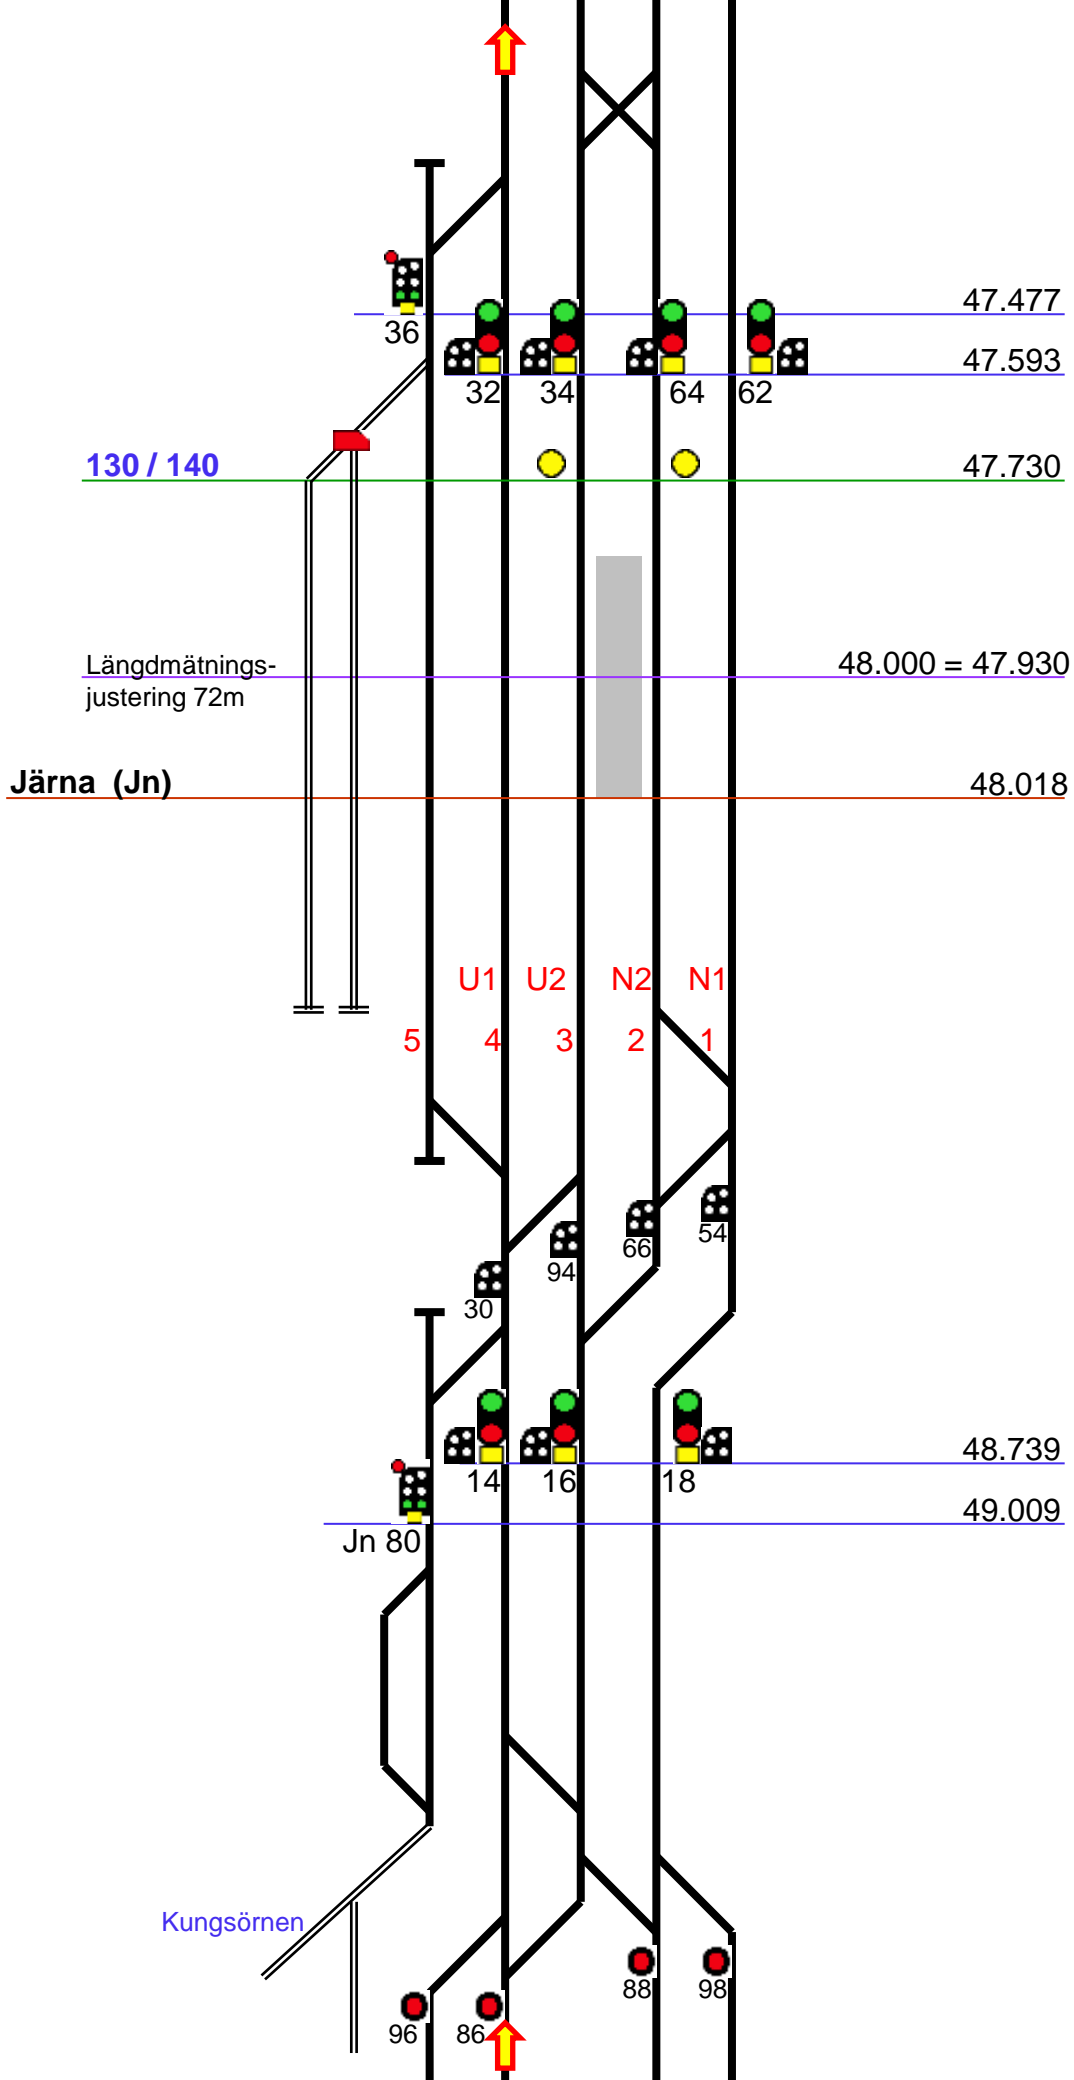 47.477
36
47.593
32 34 64 62
130 / 140 47.730
Längdmätnings-
48.000 = 47.930
justering 72m
Järna (Jn) 48.018
U1 U2 N2 N1
5 4 3 2 1
54
66
94
30
48.739
14 16 18
49.009
Jn 80
Kungsörnen
88 98
96 86